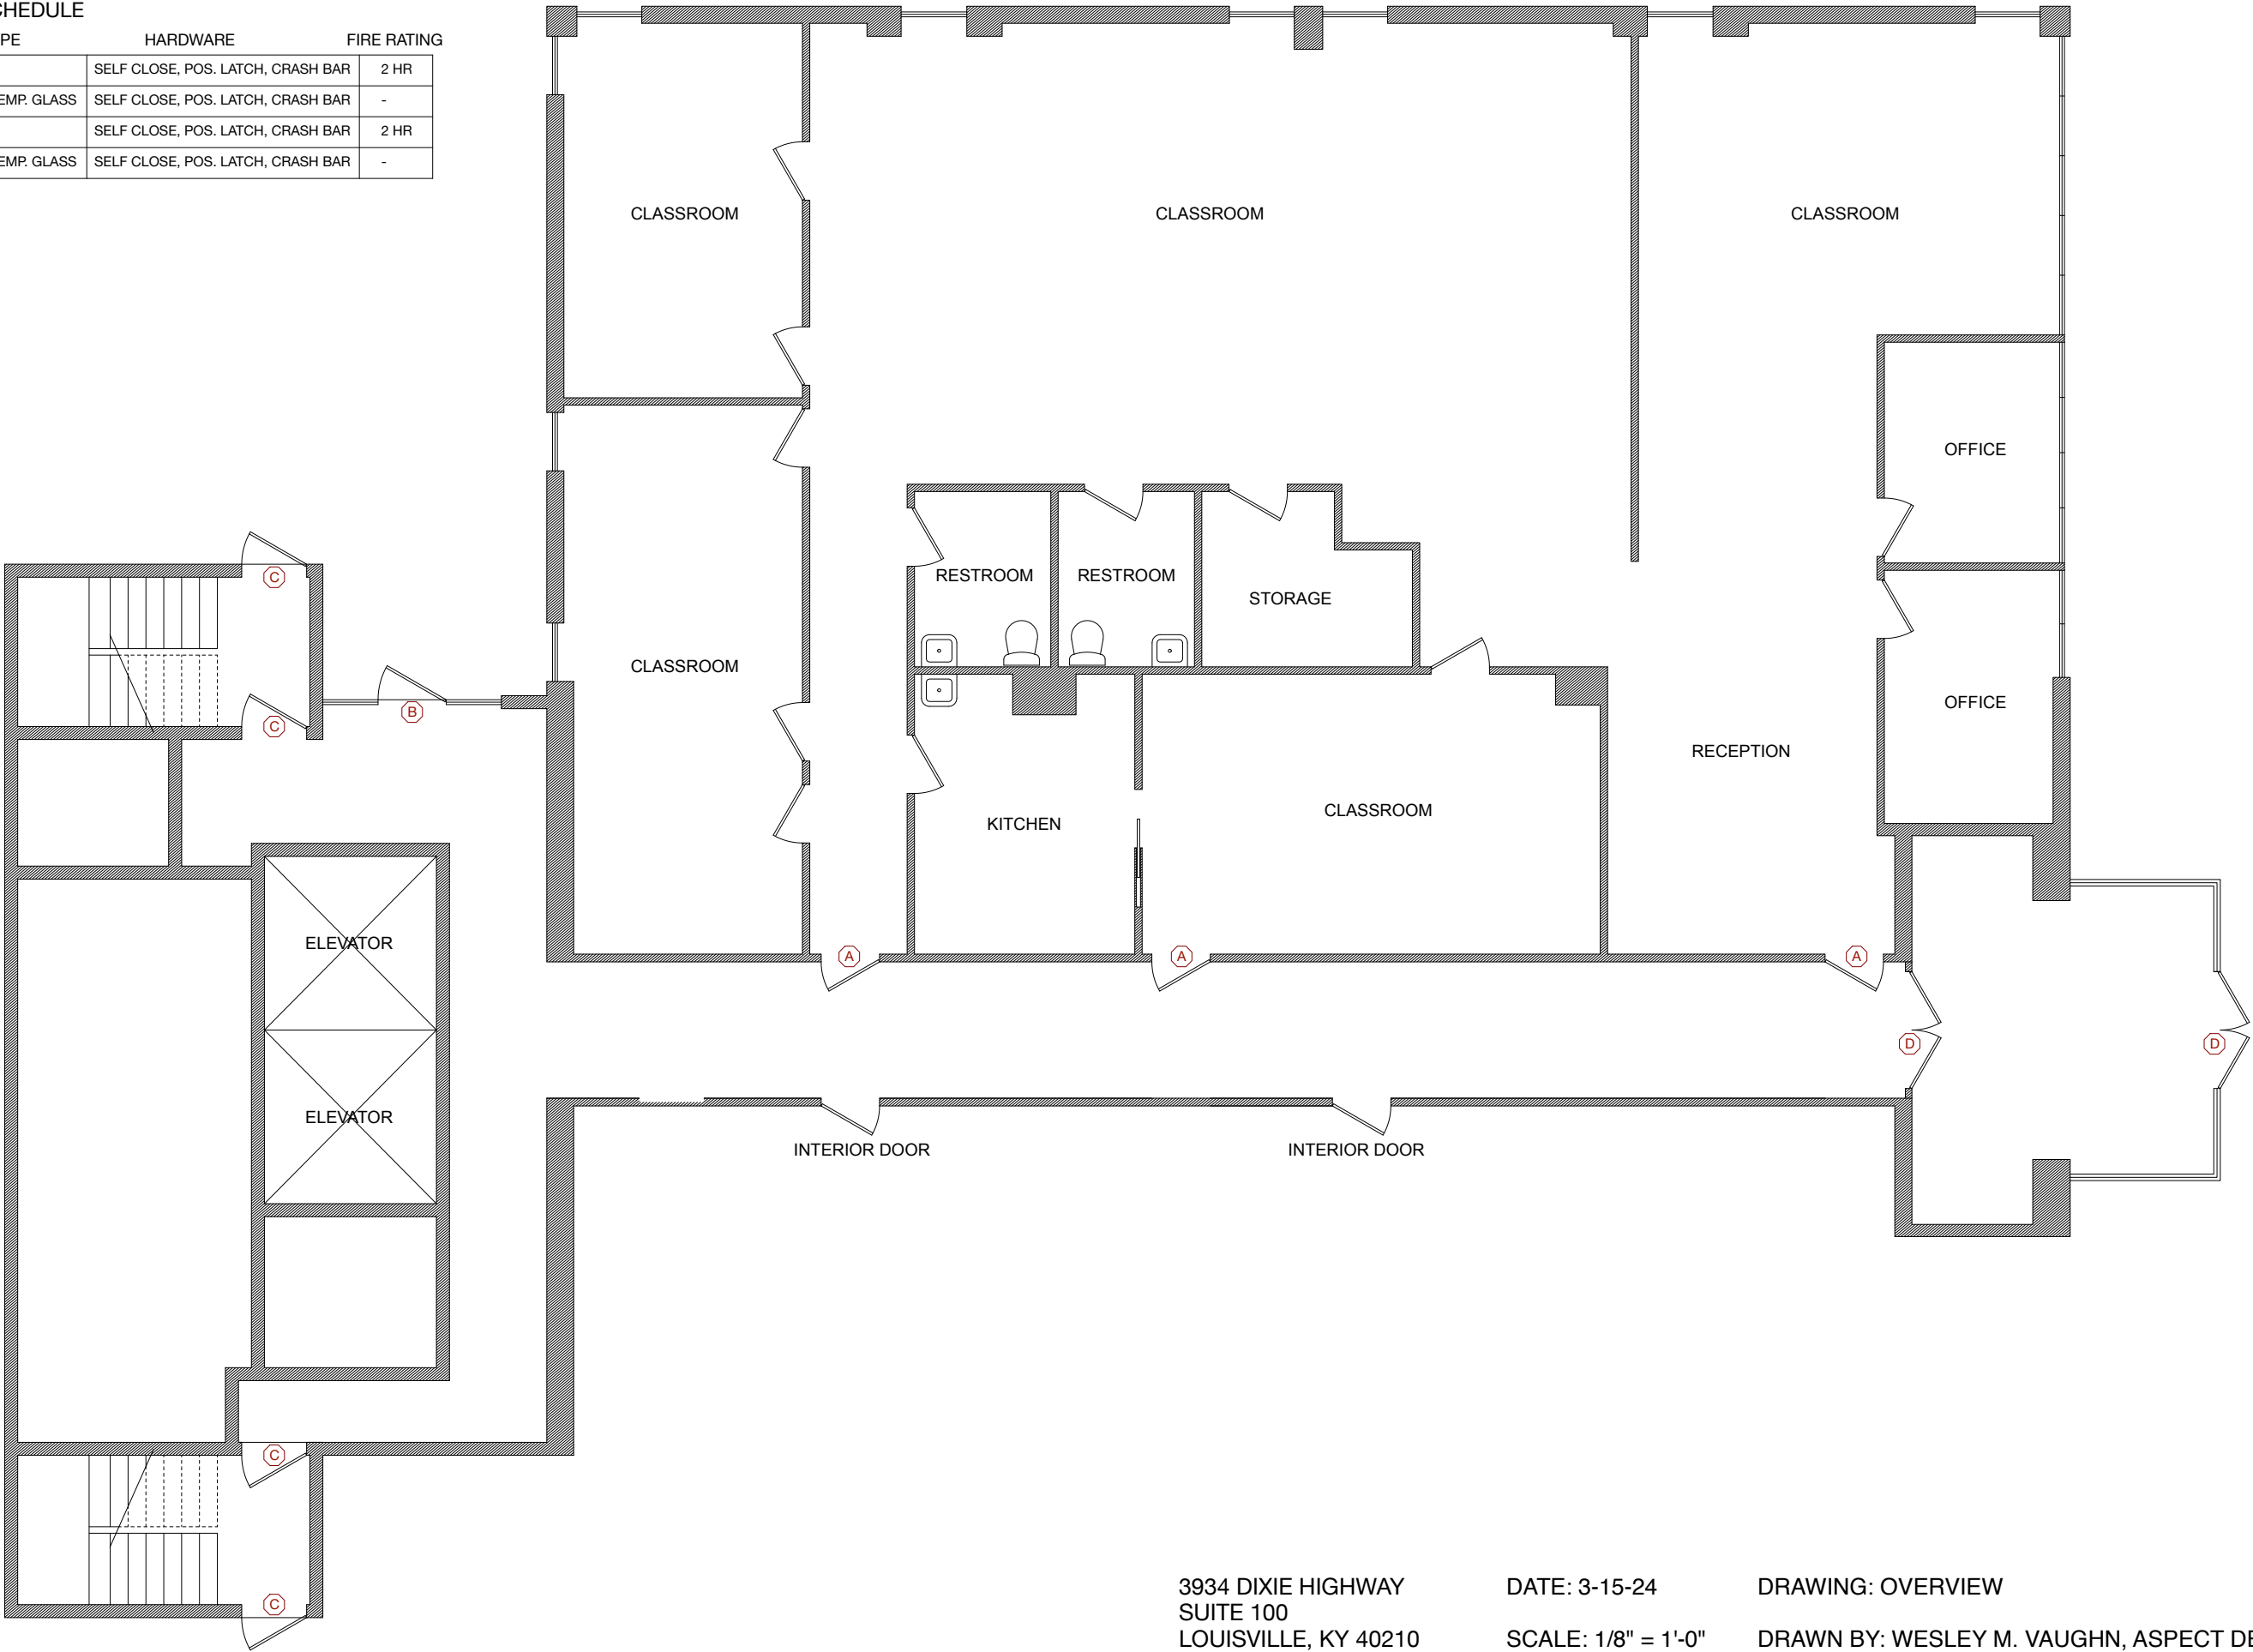 CHEDULE
PE HARDWARE FIRE RATING
SELF CLOSE, POS. LATCH, CRASH BAR 2 HR
EMP. GLASS SELF CLOSE, POS. LATCH, CRASH BAR -
SELF CLOSE, POS. LATCH, CRASH BAR 2 HR
EMP. GLASS SELF CLOSE, POS. LATCH, CRASH BAR -
CLASSROOM CLASSROOM CLASSROOM
OFFICE
C RESTROOM RESTROOM
STORAGE
CLASSROOM
OFFICE
B
C
RECEPTION
CLASSROOM
KITCHEN
ELEVATOR
A A A
D D
ELEVATOR
INTERIOR DOOR INTERIOR DOOR
C
C
3934 DIXIE HIGHWAY
SUITE 100
LOUISVILLE, KY 40210
DATE: 3-15-24
SCALE: 1/8" = 1'-0"
DRAWING: OVERVIEW
DRAWN BY: WESLEY M. VAUGHN, ASPECT DE